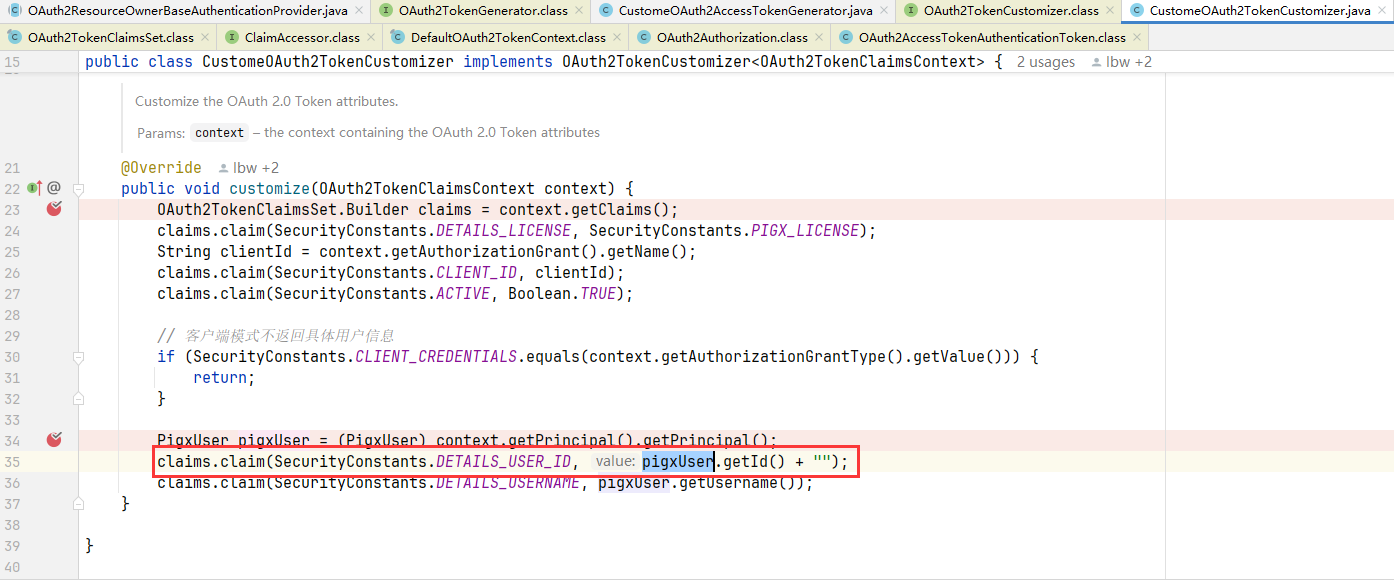 OAuth2ResourceOwnerBaseAuthenticationProvider.java OAuth2TokenGenerator.class CustomeOAuth2AccessTokenGenerator.java OAuth2TokenCustomizer.class CustomeOAuth2TokenCustomizer.java
OAuth2TokenClaimsSet.class ClaimAccessor.class DefaultOAuth2TokenContext.class OAuth2Authorization.class OAuth2AccessTokenAuthenticationToken.class
15 public class CustomeOAuth2TokenCustomizer implements OAuth2TokenCustomizer<OAuth2TokenClaimsContext> { 2 usages lbw +2
Customize the OAuth 2.0 Token attributes.
Params: context – the context containing the OAuth 2.0 Token attributes
21 @Override lbw +2
22 public void customize(OAuth2TokenClaimsContext context) {
23 OAuth2TokenClaimsSet.Builder claims = context.getClaims();
24 claims.claim(SecurityConstants.DETAILS_LICENSE, SecurityConstants.PIGX_LICENSE);
25 String clientId = context.getAuthorizationGrant().getName();
26 claims.claim(SecurityConstants.CLIENT_ID, clientId);
27 claims.claim(SecurityConstants.ACTIVE, Boolean.TRUE);
28
29 // 客户端模式不返回具体用户信息
30 if (SecurityConstants.CLIENT_CREDENTIALS.equals(context.getAuthorizationGrantType().getValue())) {
31 return;
32 }
33
34 PigxUser pigxUser = (PigxUser) context.getPrincipal().getPrincipal();
35 claims.claim(SecurityConstants.DETAILS_USER_ID, value: pigxUser.getId() + "");
36 claims.claim(SecurityConstants.DETAILS_USERNAME, pigxUser.getUsername());
37 }
38
39 }
40